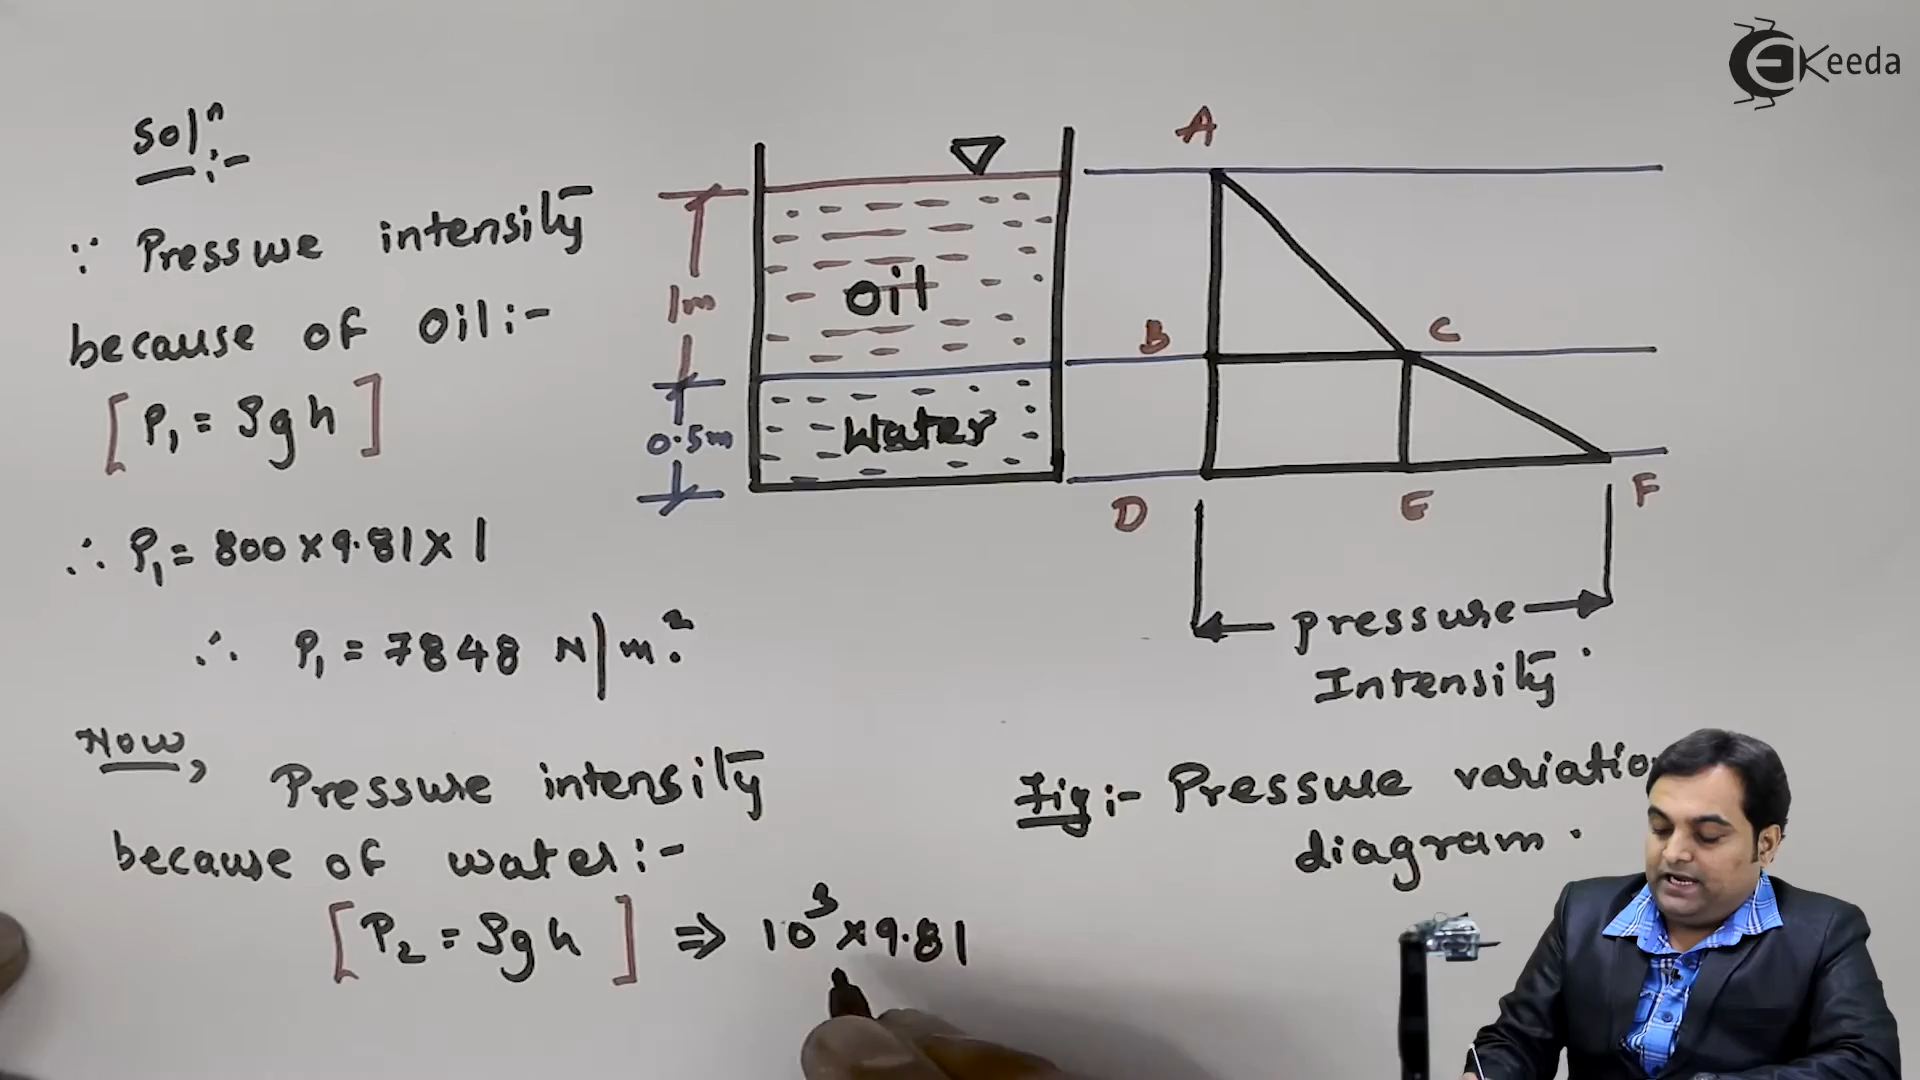 Solⁿ:-
∵ Pressure intensity
because of Oil:-
[P₁ = ρgh]
∴ P₁ = 800 × 9.81 × 1
∴ P₁ = 7848 N/m².
Now, Pressure intensity
because of water:-
[P₂ = ρgh] ⇒ 10³ × 9.81
1m
0.5m
Oil
Water
A
B
C
D
E
F
pressure
Intensity.
Fig:- Pressure variatio
diagram.
EKeeda